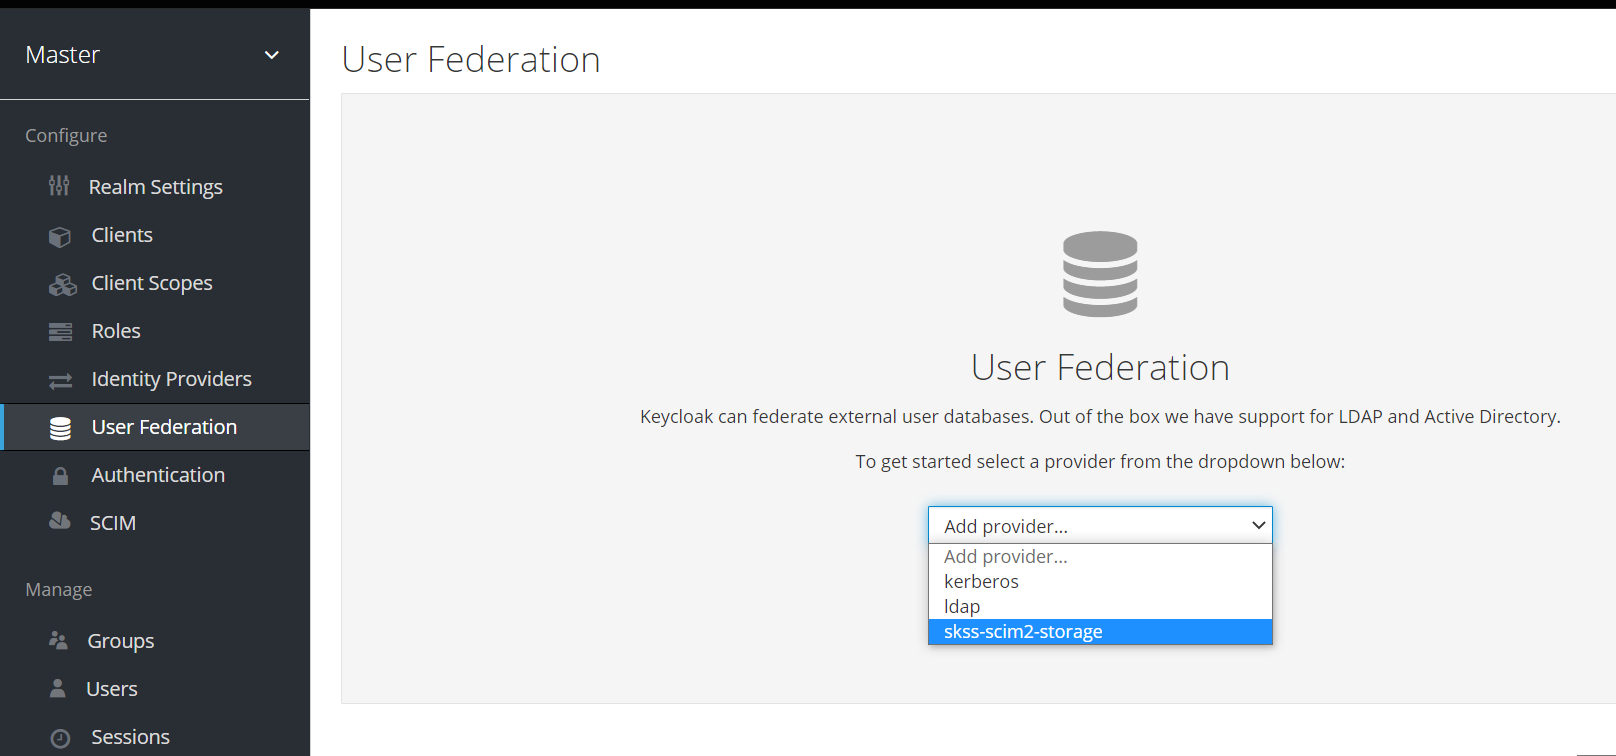 Master
Configure
Realm Settings
Clients
Client Scopes
Roles
Identity Providers
User Federation
Authentication
SCIM
Manage
Groups
Users
Sessions
User Federation
User Federation
Keycloak can federate external user databases. Out of the box we have support for LDAP and Active Directory.
To get started select a provider from the dropdown below:
Add provider...
Add provider...
kerberos
ldap
skss-scim2-storage